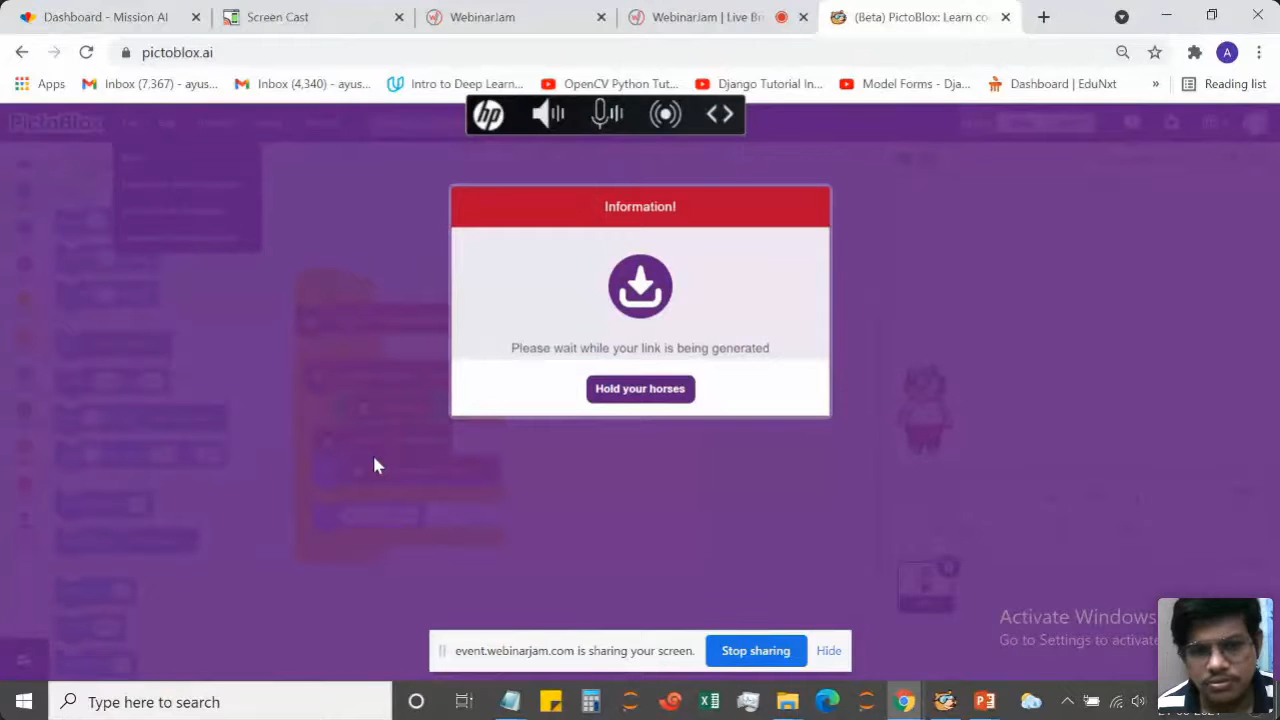 Dashboard - Mission AI
Screen Cast
WebinarJam
WebinarJam | Live Br
(Beta) PictoBlox: Learn co
pictoblox.ai
A
Apps
Inbox (7 367) - ayus...
Inbox (4 340) - ayus...
Intro to Deep Learn...
OpenCV Python Tut...
Django Tutorial In...
Model Forms - Dja...
Dashboard | EduNxt
»
Reading list
hp
PictoBlox
Information!
Please wait while your link is being generated
Hold your horses
Activate Windows
Go to Settings to activate
event.webinarjam.com is sharing your screen.
Stop sharing
Hide
Type here to search